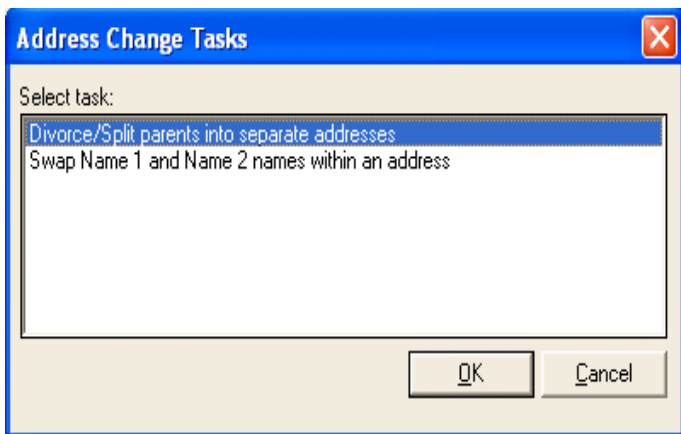 Address Change Tasks
Select task:
Divorce/Split parents into separate addresses
Swap Name 1 and Name 2 names within an address
OK Cancel